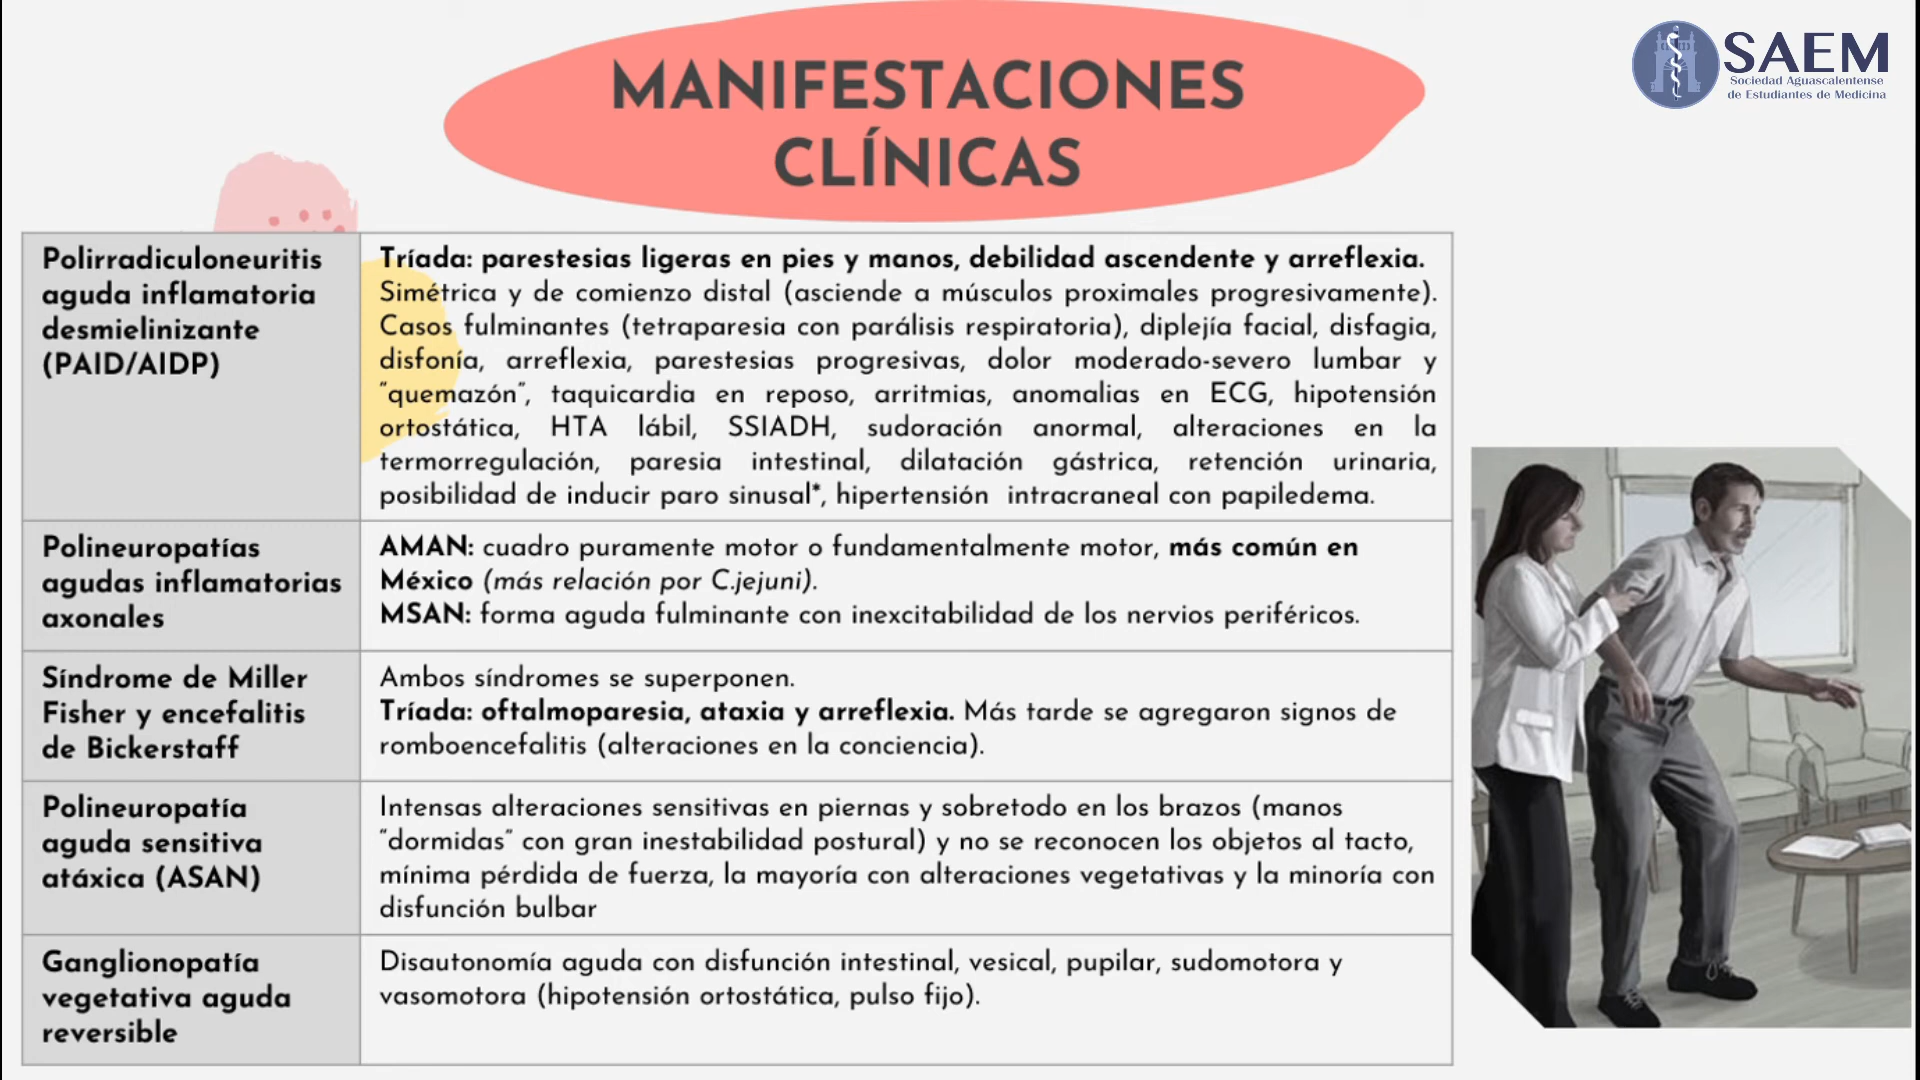 MANIFESTACIONES
CLÍNICAS
SAEM
Sociedad Aguascalentense
de Estudiantes de Medicina
Polirradiculoneuritis
aguda inflamatoria
desmielinizante
(PAID/AIDP)
Tríada: parestesias ligeras en pies y manos, debilidad ascendente y arreflexia.
Simétrica y de comienzo distal (asciende a músculos proximales progresivamente).
Casos fulminantes (tetraparesia con parálisis respiratoria), diplejía facial, disfagia,
disfonía, arreflexia, parestesias progresivas, dolor moderado-severo lumbar y
"quemazón", taquicardia en reposo, arritmias, anomalias en ECG, hipotensión
ortostática, HTA lábil, SSIADH, sudoración anormal, alteraciones en la
termorregulación, paresia intestinal, dilatación gástrica, retención urinaria,
posibilidad de inducir paro sinusal*, hipertensión intracraneal con papiledema.
Polineuropatías
agudas inflamatorias
axonales
AMAN: cuadro puramente motor o fundamentalmente motor, más común en
México (más relación por C.jejuni).
MSAN: forma aguda fulminante con inexcitabilidad de los nervios periféricos.
Síndrome de Miller
Fisher y encefalitis
de Bickerstaff
Ambos síndromes se superponen.
Tríada: oftalmoparesia, ataxia y arreflexia. Más tarde se agregaron signos de
romboencefalitis (alteraciones en la conciencia).
Polineuropatía
aguda sensitiva
atáxica (ASAN)
Intensas alteraciones sensitivas en piernas y sobretodo en los brazos (manos
"dormidas" con gran inestabilidad postural) y no se reconocen los objetos al tacto,
mínima pérdida de fuerza, la mayoría con alteraciones vegetativas y la minoría con
disfunción bulbar
Ganglionopatía
vegetativa aguda
reversible
Disautonomía aguda con disfunción intestinal, vesical, pupilar, sudomotora y
vasomotora (hipotensión ortostática, pulso fijo).